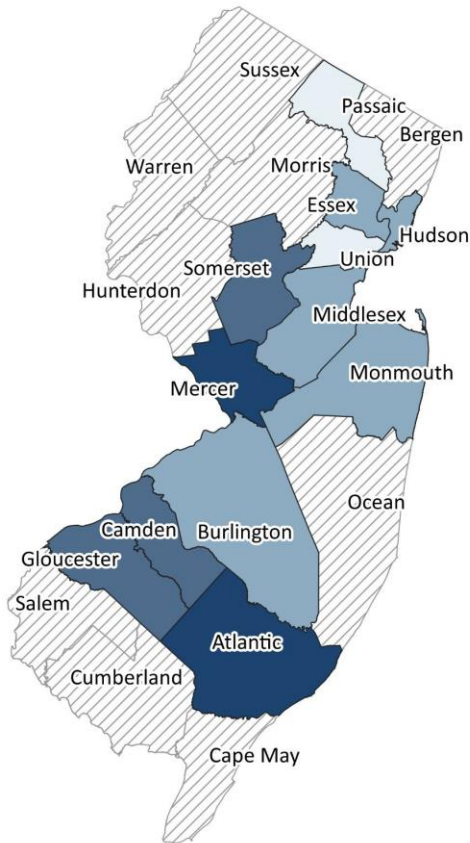 Sussex
Passaic
Bergen
Warren
Morris
Essex
Hudson
Somerset
Union
Hunterdon
Middlesex
Monmouth
Mercer
Ocean
Camden
Burlington
Gloucester
Salem
Atlantic
Cumberland
Cape May